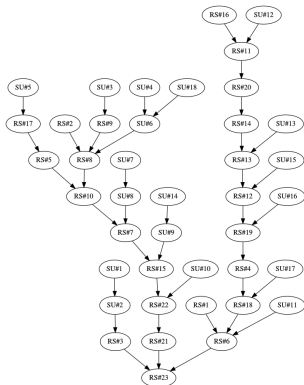 RS#16 SU#12
RS#11
SU#5 SU#3 SU#4 SU#18 RS#20
RS#17 RS#2 RS#9 SU#6 RS#14 SU#13
RS#5 RS#8 SU#7 RS#13 SU#15
RS#10 SU#8 SU#14 RS#12 SU#16
RS#7 SU#9 RS#19
SU#1 RS#15 SU#10 RS#4 SU#17
SU#2 RS#22 RS#1 RS#18 SU#11
RS#3 RS#21 RS#6
RS#23